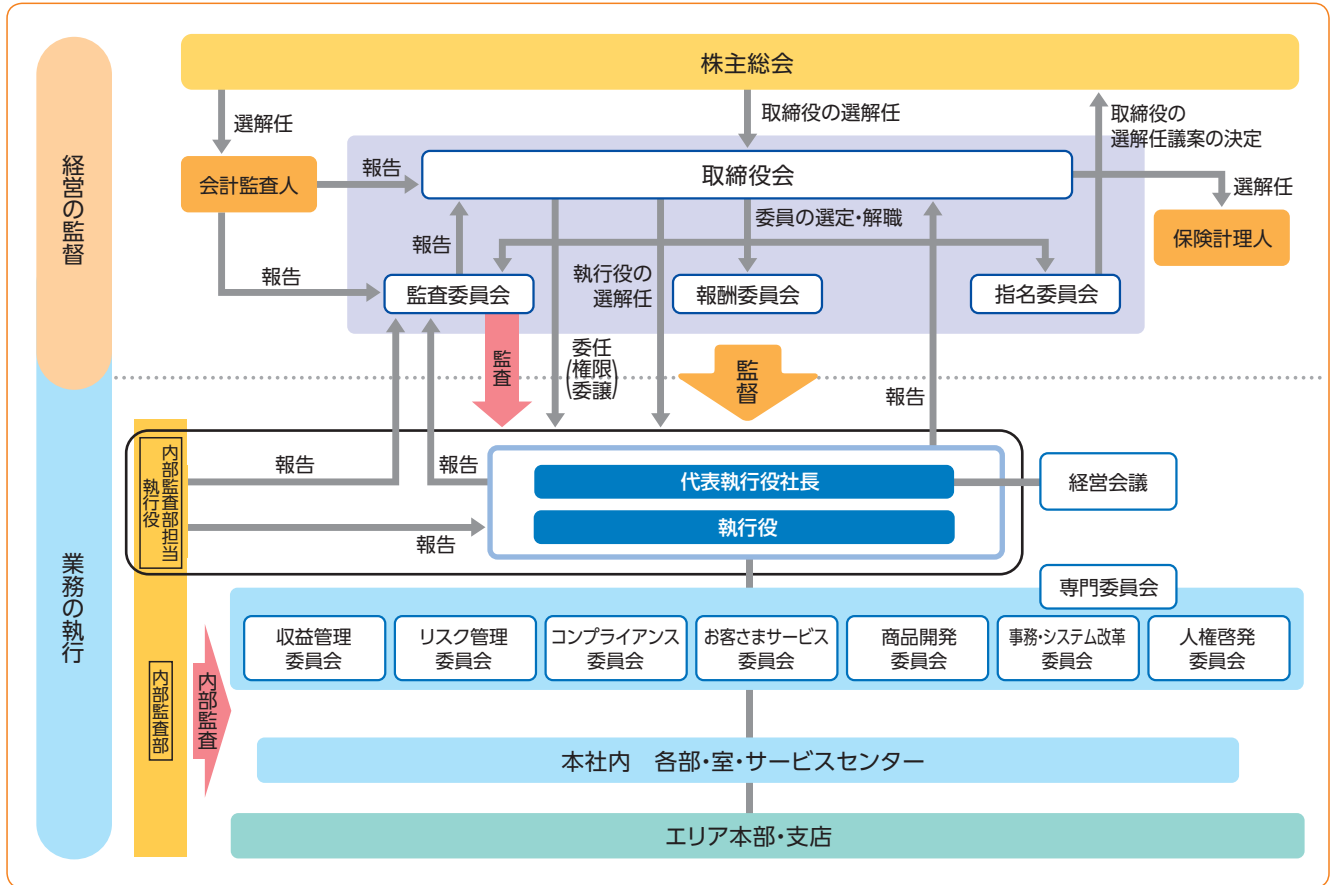 株主総会
選解任
取締役の選解任
取締役の
選解任議案の決定
経営の監督
会計監査人
報告
取締役会
選解任
保険計理人
委員の選定・解職
報告
報告
執行役の
選解任
監査委員会
報酬委員会
指名委員会
監査
委任
(権限
委譲)
監督
報告
業務の執行
内部監査部担当
執行役
報告
報告
代表執行役社長
経営会議
執行役
報告
専門委員会
収益管理
委員会
リスク管理
委員会
コンプライアンス
委員会
お客さまサービス
委員会
商品開発
委員会
事務・システム改革
委員会
人権啓発
委員会
内部監査部
内部監査
本社内　各部・室・サービスセンター
エリア本部・支店